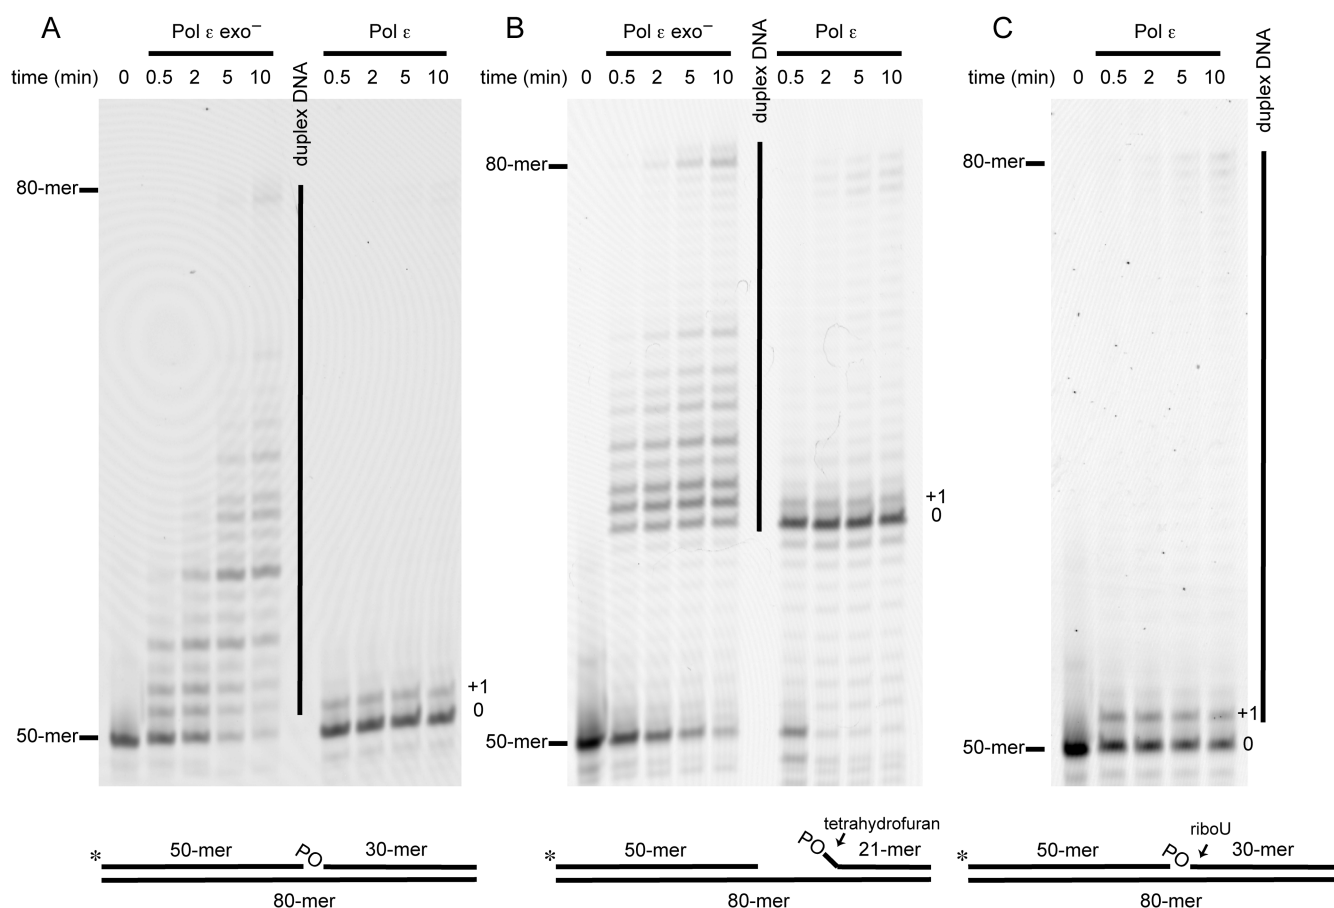 A
Pol ε exo–
Pol ε
time (min) 0 0.5 2 5 10
duplex DNA
0.5 2 5 10
80-mer
50-mer
+1
0
*
50-mer
PO
30-mer
80-mer
B
Pol ε exo–
Pol ε
time (min) 0 0.5 2 5 10
duplex DNA
0.5 2 5 10
80-mer
50-mer
+1
0
*
50-mer
PO
tetrahydrofuran
21-mer
80-mer
C
Pol ε
time (min) 0 0.5 2 5 10
duplex DNA
80-mer
50-mer
+1
0
*
50-mer
PO
riboU
30-mer
80-mer